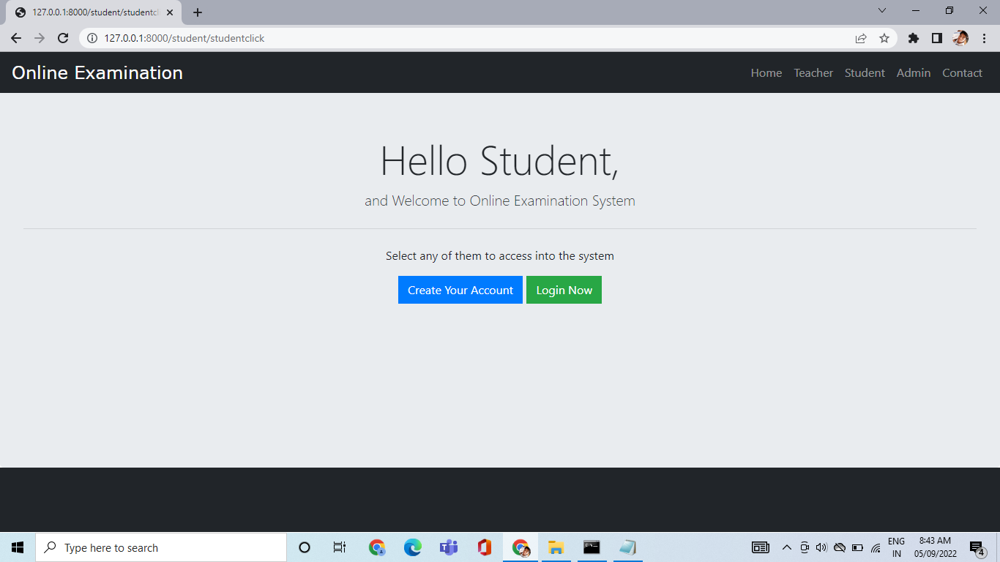 127.0.0.1:8000/student/studentcl
127.0.0.1:8000/student/studentclick
Online Examination
Home Teacher Student Admin Contact
Hello Student,
and Welcome to Online Examination System
Select any of them to access into the system
Create Your Account Login Now
Type here to search
ENG
IN
8:43 AM
05/09/2022
4